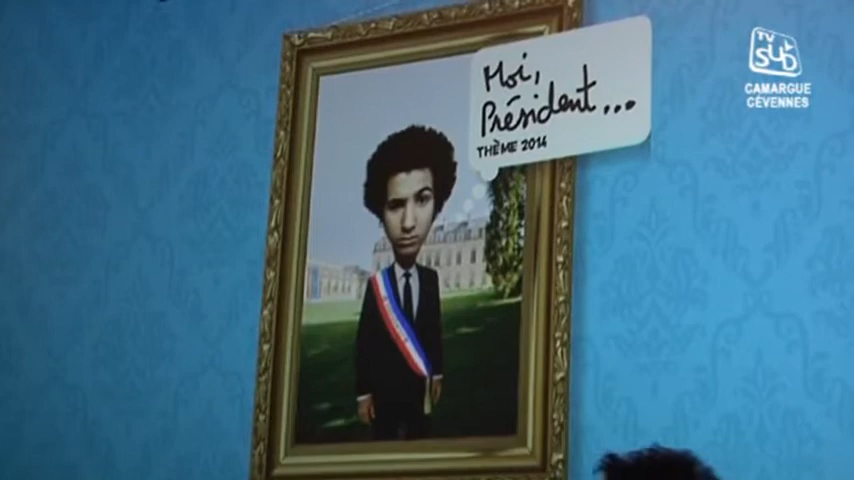 Moi,
Président...
THÈME 2014
TV
SUD
CAMARGUE
CÉVENNES